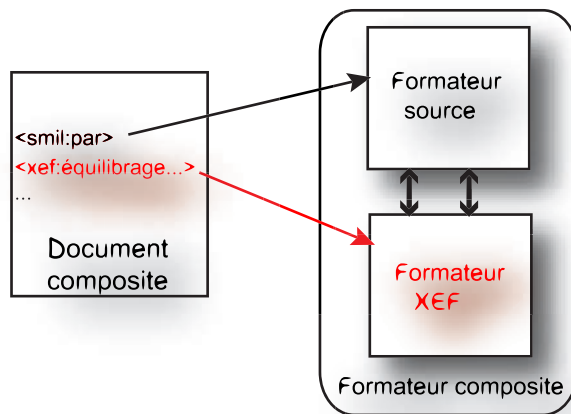 <smil:par>
<xef:équilibrage...>
...
Document
composite
Formateur
source
Formateur
XEF
Formateur composite